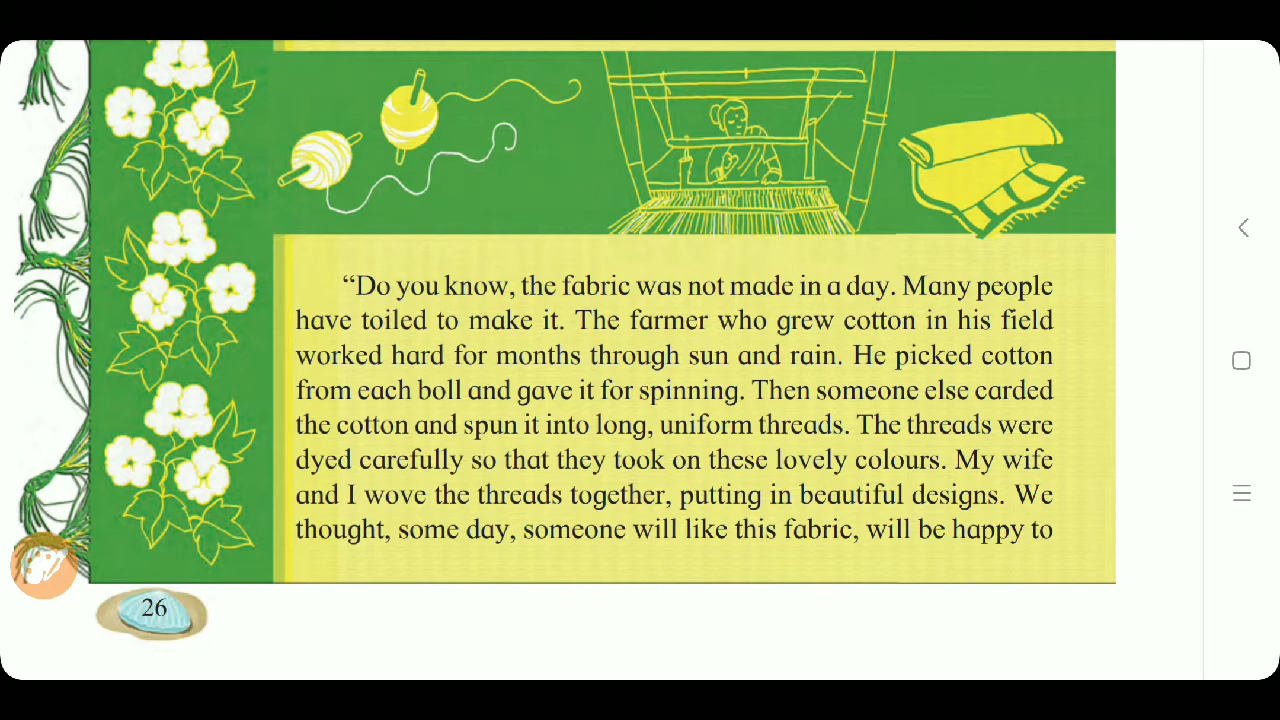 “Do you know, the fabric was not made in a day. Many people
have toiled to make it. The farmer who grew cotton in his field
worked hard for months through sun and rain. He picked cotton
from each boll and gave it for spinning. Then someone else carded
the cotton and spun it into long, uniform threads. The threads were
dyed carefully so that they took on these lovely colours. My wife
and I wove the threads together, putting in beautiful designs. We
thought, some day, someone will like this fabric, will be happy to
26